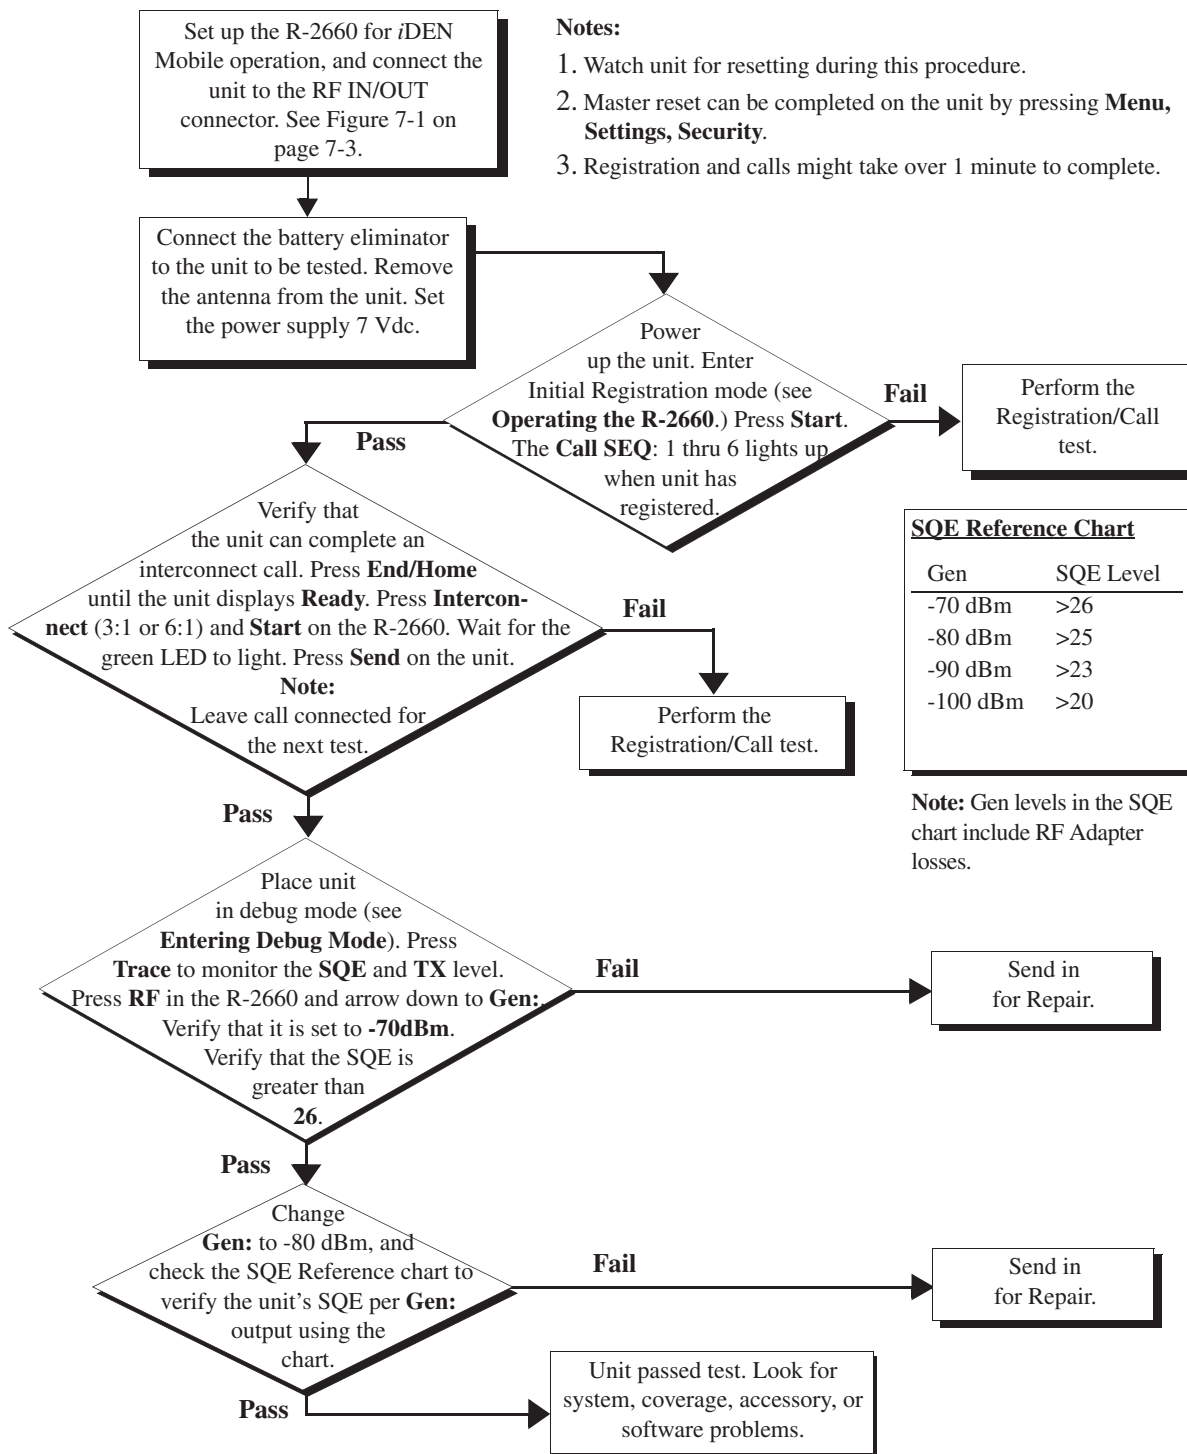 Set up the R-2660 for iDEN
Mobile operation, and connect the
unit to the RF IN/OUT
connector. See Figure 7-1 on
page 7-3.
Notes:
1. Watch unit for resetting during this procedure.
2. Master reset can be completed on the unit by pressing Menu,
Settings, Security.
3. Registration and calls might take over 1 minute to complete.
Connect the battery eliminator
to the unit to be tested. Remove
the antenna from the unit. Set
the power supply 7 Vdc.
Power
up the unit. Enter
Initial Registration mode (see
Operating the R-2660.) Press Start.
The Call SEQ: 1 thru 6 lights up
when unit has
registered.
Fail
Perform the
Registration/Call
test.
Pass
Verify that
the unit can complete an
interconnect call. Press End/Home
until the unit displays Ready. Press Intercon-
nect (3:1 or 6:1) and Start on the R-2660. Wait for the
green LED to light. Press Send on the unit.
Note:
Leave call connected for
the next test.
Fail
Perform the
Registration/Call test.
SQE Reference Chart
Gen SQE Level
-70 dBm >26
-80 dBm >25
-90 dBm >23
-100 dBm >20
Note: Gen levels in the SQE
chart include RF Adapter
losses.
Pass
Place unit
in debug mode (see
Entering Debug Mode). Press
Trace to monitor the SQE and TX level.
Press RF in the R-2660 and arrow down to Gen:.
Verify that it is set to -70dBm.
Verify that the SQE is
greater than
26.
Fail
Send in
for Repair.
Pass
Change
Gen: to -80 dBm, and
check the SQE Reference chart to
verify the unit's SQE per Gen:
output using the
chart.
Fail
Send in
for Repair.
Pass
Unit passed test. Look for
system, coverage, accessory, or
software problems.